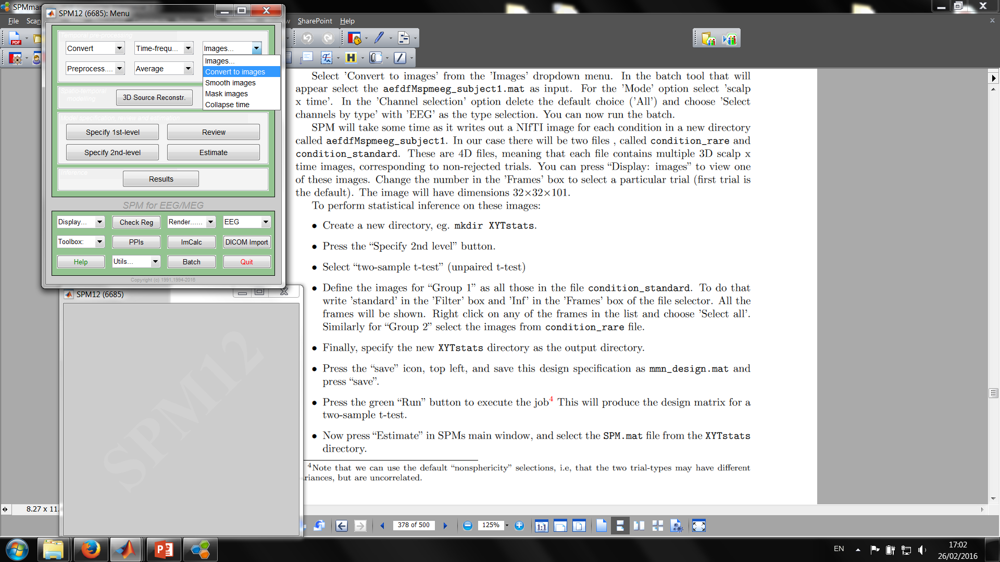 SPMmar
SPM12 (6685): Menu
File
Scan
w
SharePoint
Help
Temporal pre-processing
Convert
Time-frequ...
Images...
Preprocess....
Average
Images...
Convert to images
Smooth images
Mask images
Collapse time
Spatio-temporal
modelling
3D Source Reconstr.
Model specification, review and estimation
Specify 1st-level
Review
Specify 2nd-level
Estimate
Inference
Results
SPM for EEG/MEG
Display...
Check Reg
Render......
EEG
Toolbox:
PPIs
ImCalc
DICOM Import
Help
Utils...
Batch
Quit
Copyright (c) 1991,1994-2016
SPM12 (6685)
SPM12
Select 'Convert to images' from the 'Images' dropdown menu. In the batch tool that will
appear select the aefdfMspmeeg_subject1.mat as input. For the 'Mode' option select 'scalp
x time'. In the 'Channel selection' option delete the default choice ('All') and choose 'Select
channels by type' with 'EEG' as the type selection. You can now run the batch.
SPM will take some time as it writes out a NIfTI image for each condition in a new directory
called aefdfMspmeeg_subject1. In our case there will be two files , called condition_rare and
condition_standard. These are 4D files, meaning that each file contains multiple 3D scalp x
time images, corresponding to non-rejected trials. You can press “Display: images” to view one
of these images. Change the number in the 'Frames' box to select a particular trial (first trial is
the default). The image will have dimensions 32×32×101.
To perform statistical inference on these images:
• Create a new directory, eg. mkdir XYTstats.
• Press the “Specify 2nd level” button.
• Select “two-sample t-test” (unpaired t-test)
• Define the images for “Group 1” as all those in the file condition_standard. To do that
write 'standard' in the 'Filter' box and 'Inf' in the 'Frames' box of the file selector. All the
frames will be shown. Right click on any of the frames in the list and choose 'Select all'.
Similarly for “Group 2” select the images from condition_rare file.
• Finally, specify the new XYTstats directory as the output directory.
• Press the “save” icon, top left, and save this design specification as mmn_design.mat and
press “save”.
• Press the green “Run” button to execute the job4 This will produce the design matrix for a
two-sample t-test.
• Now press “Estimate” in SPMs main window, and select the SPM.mat file from the XYTstats
directory.
4Note that we can use the default “nonsphericity” selections, i.e, that the two trial-types may have different
riances, but are uncorrelated.
8.27 x 11.
378 of 500
125%
EN
17:02
26/02/2016